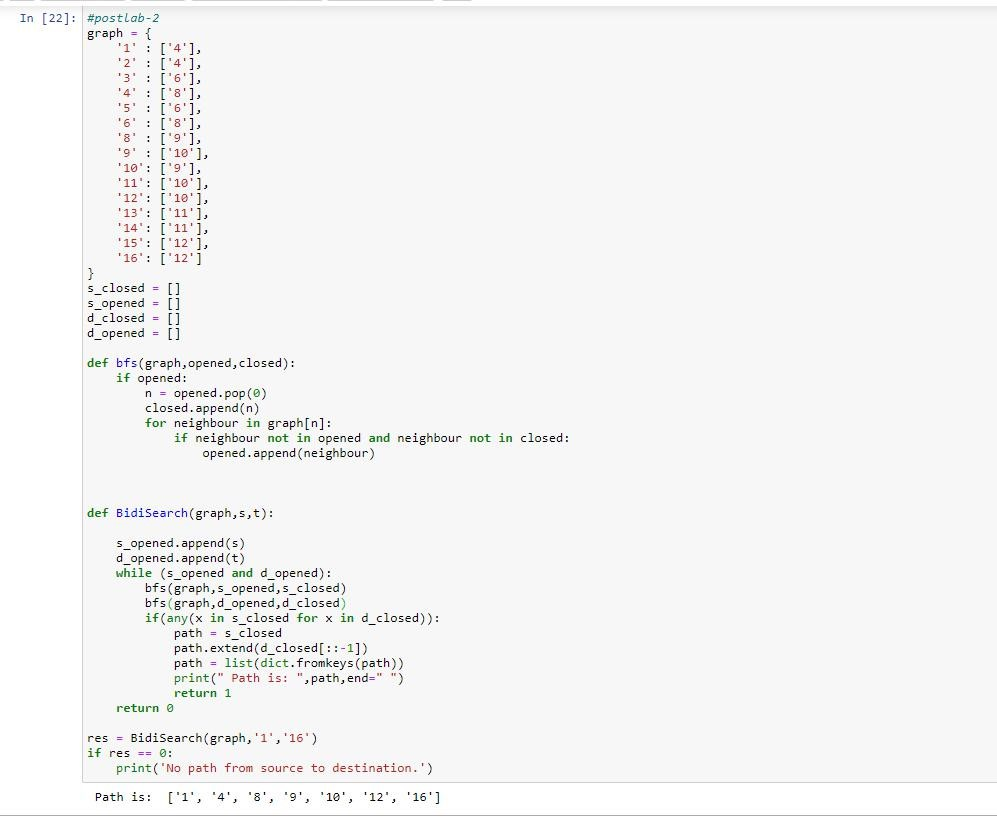 In [22]: #postlab-2
graph = {
    '1' : ['4'],
    '2' : ['4'],
    '3' : ['6'],
    '4' : ['8'],
    '5' : ['6'],
    '6' : ['8'],
    '8' : ['9'],
    '9' : ['10'],
    '10': ['9'],
    '11': ['10'],
    '12': ['10'],
    '13': ['11'],
    '14': ['11'],
    '15': ['12'],
    '16': ['12']
}
s_closed = []
s_opened = []
d_closed = []
d_opened = []
def bfs(graph,opened,closed):
    if opened:
        n = opened.pop(0)
        closed.append(n)
        for neighbour in graph[n]:
            if neighbour not in opened and neighbour not in closed:
                opened.append(neighbour)
def BidiSearch(graph,s,t):
    s_opened.append(s)
    d_opened.append(t)
    while (s_opened and d_opened):
        bfs(graph,s_opened,s_closed)
        bfs(graph,d_opened,d_closed)
        if(any(x in s_closed for x in d_closed)):
            path = s_closed
            path.extend(d_closed[::-1])
            path = list(dict.fromkeys(path))
            print(" Path is: ",path,end=" ")
            return 1
    return 0
res = BidiSearch(graph,'1','16')
if res == 0:
    print('No path from source to destination.')
Path is:  ['1', '4', '8', '9', '10', '12', '16']